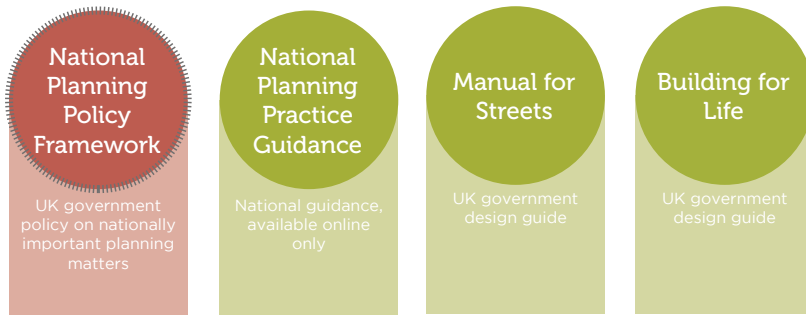 National
Planning
Policy
Framework
UK government
policy on nationally
important planning
matters
National
Planning
Practice
Guidance
National guidance,
available online
only
Manual for
Streets
UK government
design guide
Building for
Life
UK government
design guide